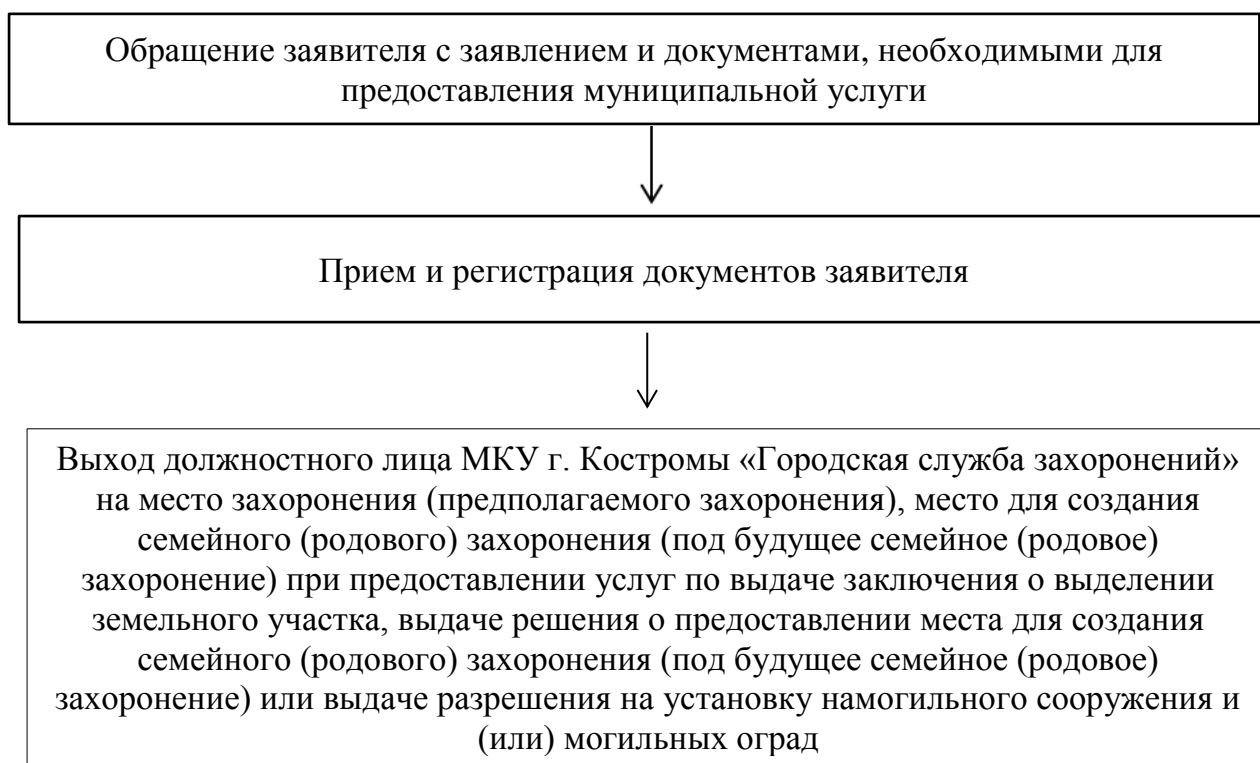 Обращение заявителя с заявлением и документами, необходимыми для
предоставления муниципальной услуги
Прием и регистрация документов заявителя
Выход должностного лица МКУ г. Костромы «Городская служба захоронений»
на место захоронения (предполагаемого захоронения), место для создания
семейного (родового) захоронения (под будущее семейное (родовое)
захоронение) при предоставлении услуг по выдаче заключения о выделении
земельного участка, выдаче решения о предоставлении места для создания
семейного (родового) захоронения (под будущее семейное (родовое)
захоронение) или выдаче разрешения на установку намогильного сооружения и
(или) могильных оград